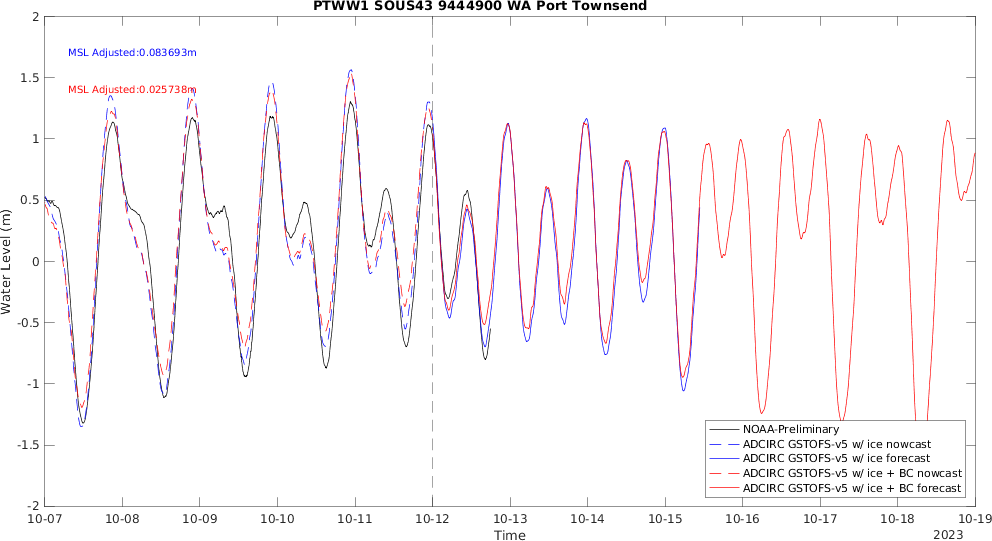 PTWW1 SOUS43 9444900 WA Port Townsend
MSL Adjusted:0.083693m
MSL Adjusted:0.025738m
Water Level (m)
2
1.5
1
0.5
0
-0.5
-1
-1.5
-2
NOAA-Preliminary
ADCIRC GSTOFS-v5 w/ ice nowcast
ADCIRC GSTOFS-v5 w/ ice forecast
ADCIRC GSTOFS-v5 w/ ice + BC nowcast
ADCIRC GSTOFS-v5 w/ ice + BC forecast
10-07 10-08 10-09 10-10 10-11 10-12 10-13 10-14 10-15 10-16 10-17 10-18 10-19
Time
2023